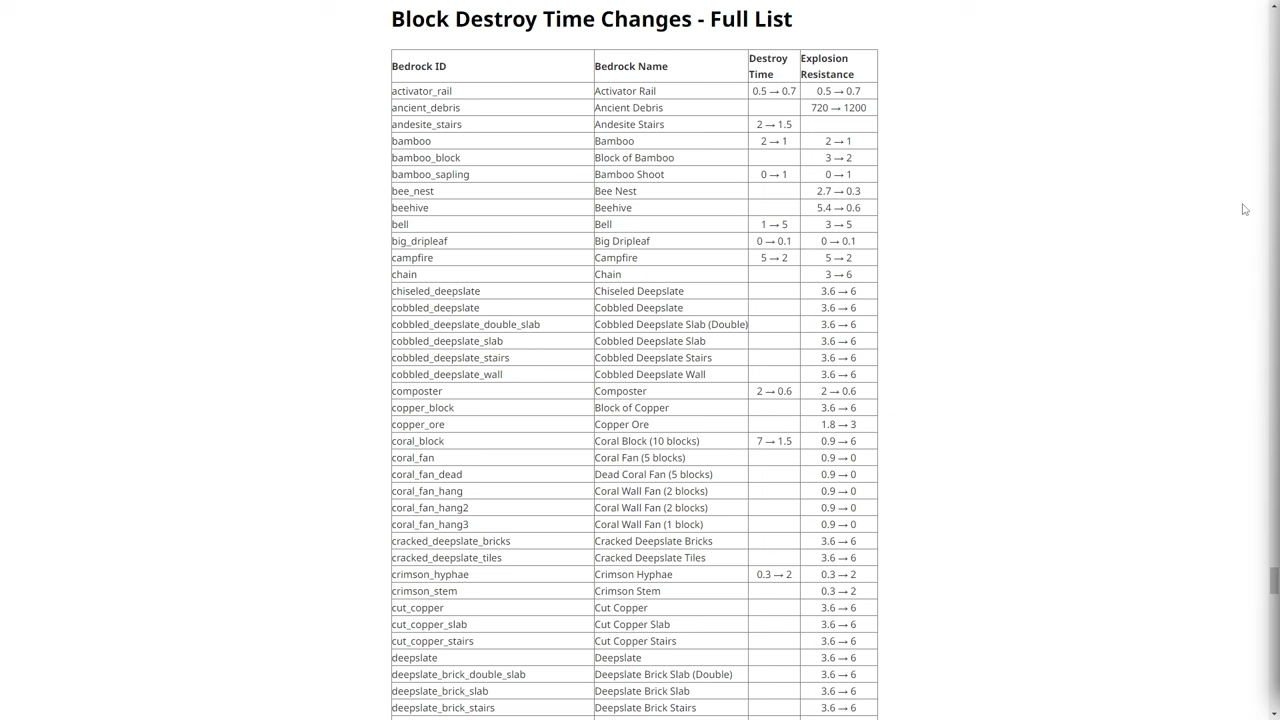 Block Destroy Time Changes - Full List
Bedrock ID Bedrock Name Destroy Time Explosion Resistance
activator_rail Activator Rail 0.5 → 0.7 0.5 → 0.7
ancient_debris Ancient Debris 720 → 1200
andesite_stairs Andesite Stairs 2 → 1.5
bamboo Bamboo 2 → 1 2 → 1
bamboo_block Block of Bamboo 3 → 2
bamboo_sapling Bamboo Shoot 0 → 1 0 → 1
bee_nest Bee Nest 2.7 → 0.3
beehive Beehive 5.4 → 0.6
bell Bell 1 → 5 3 → 5
big_dripleaf Big Dripleaf 0 → 0.1 0 → 0.1
campfire Campfire 5 → 2 5 → 2
chain Chain 3 → 6
chiseled_deepslate Chiseled Deepslate 3.6 → 6
cobbled_deepslate Cobbled Deepslate 3.6 → 6
cobbled_deepslate_double_slab Cobbled Deepslate Slab (Double) 3.6 → 6
cobbled_deepslate_slab Cobbled Deepslate Slab 3.6 → 6
cobbled_deepslate_stairs Cobbled Deepslate Stairs 3.6 → 6
cobbled_deepslate_wall Cobbled Deepslate Wall 3.6 → 6
composter Composter 2 → 0.6 2 → 0.6
copper_block Block of Copper 3.6 → 6
copper_ore Copper Ore 1.8 → 3
coral_block Coral Block (10 blocks) 7 → 1.5 0.9 → 6
coral_fan Coral Fan (5 blocks) 0.9 → 0
coral_fan_dead Dead Coral Fan (5 blocks) 0.9 → 0
coral_fan_hang Coral Wall Fan (2 blocks) 0.9 → 0
coral_fan_hang2 Coral Wall Fan (2 blocks) 0.9 → 0
coral_fan_hang3 Coral Wall Fan (1 block) 0.9 → 0
cracked_deepslate_bricks Cracked Deepslate Bricks 3.6 → 6
cracked_deepslate_tiles Cracked Deepslate Tiles 3.6 → 6
crimson_hyphae Crimson Hyphae 0.3 → 2 0.3 → 2
crimson_stem Crimson Stem 0.3 → 2
cut_copper Cut Copper 3.6 → 6
cut_copper_slab Cut Copper Slab 3.6 → 6
cut_copper_stairs Cut Copper Stairs 3.6 → 6
deepslate Deepslate 3.6 → 6
deepslate_brick_double_slab Deepslate Brick Slab (Double) 3.6 → 6
deepslate_brick_slab Deepslate Brick Slab 3.6 → 6
deepslate_brick_stairs Deepslate Brick Stairs 3.6 → 6